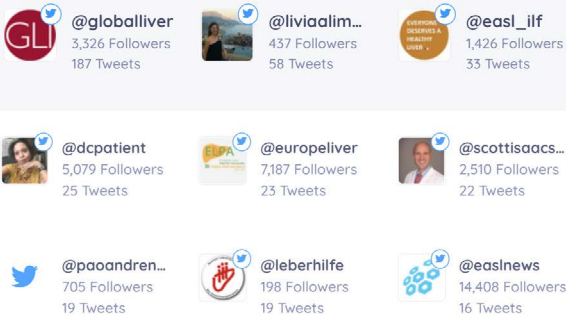 GLI
@globalliver
3,326 Followers
187 Tweets
@liviaalim...
437 Followers
58 Tweets
EVERYONE
DESERVES A
HEALTHY
LIVER .
@easl_ilf
1,426 Followers
33 Tweets
@dcpatient
5,079 Followers
25 Tweets
ELPA
@europeliver
7,187 Followers
23 Tweets
@scottisaacs...
2,510 Followers
22 Tweets
@paoandren...
705 Followers
19 Tweets
@leberhilfe
198 Followers
19 Tweets
@easlnews
14,408 Followers
16 Tweets